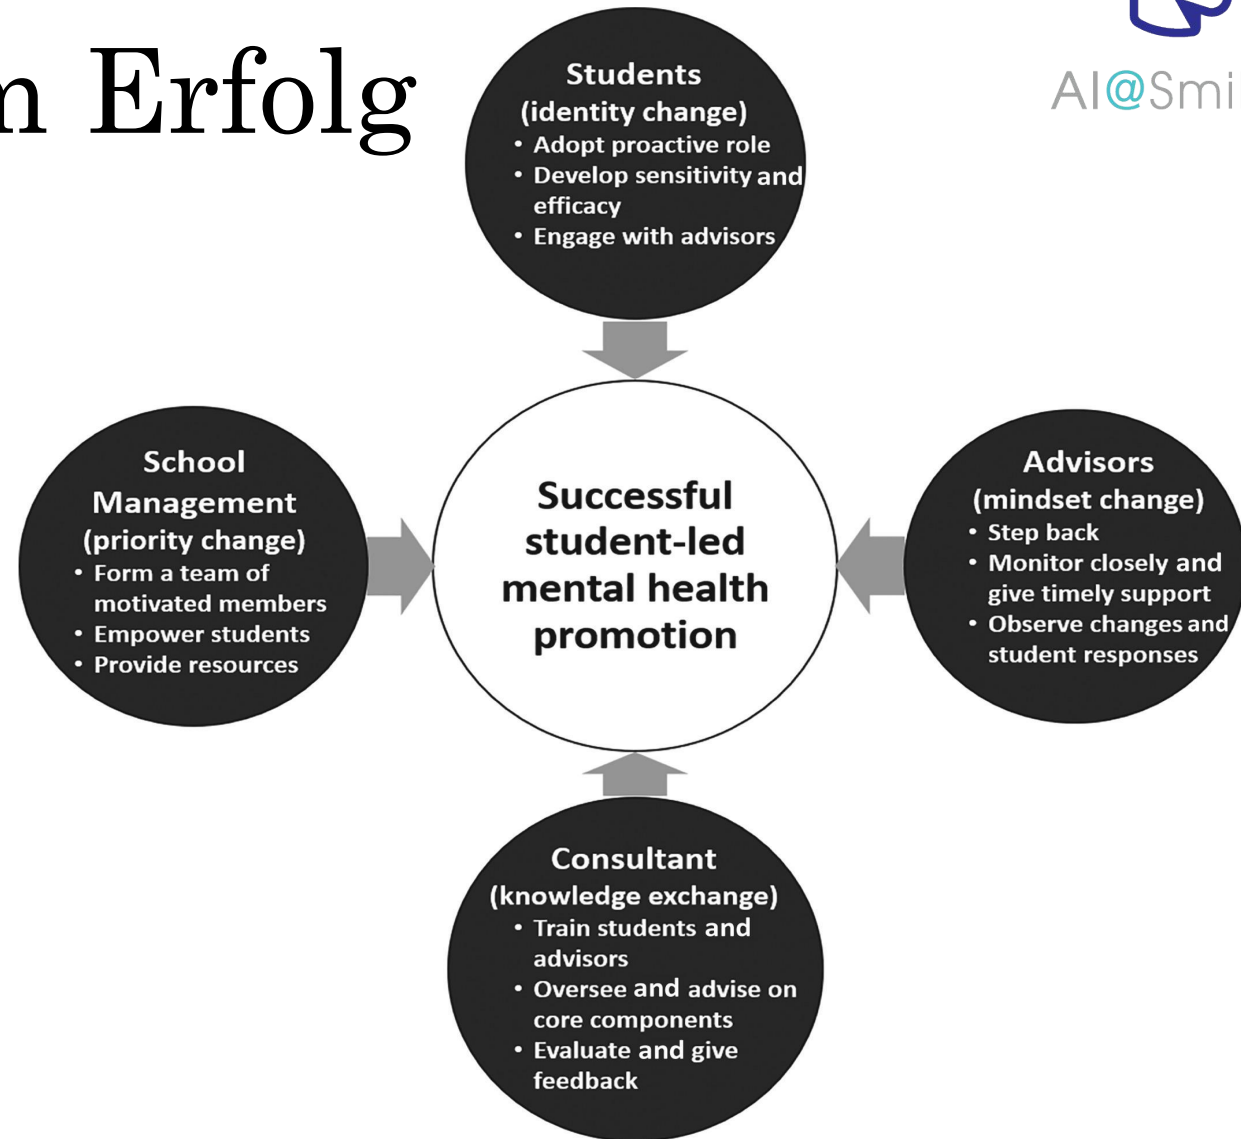 Erfolg
Students
(identity change)
• Adopt proactive role
• Develop sensitivity and
efficacy
• Engage with advisors
School
Management
(priority change)
• Form a team of
motivated members
• Empower students
• Provide resources
Successful
student-led
mental health
promotion
Advisors
(mindset change)
• Step back
• Monitor closely and
give timely support
• Observe changes and
student responses
Consultant
(knowledge exchange)
• Train students and
advisors
• Oversee and advise on
core components
• Evaluate and give
feedback